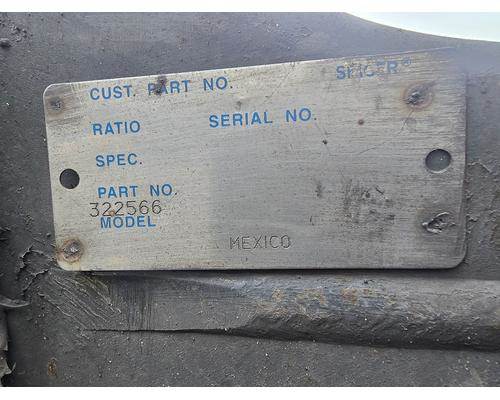 CUST. PART NO. SPICER®
RATIO SERIAL NO.
SPEC.
PART NO.
322566
MODEL
MEXICO